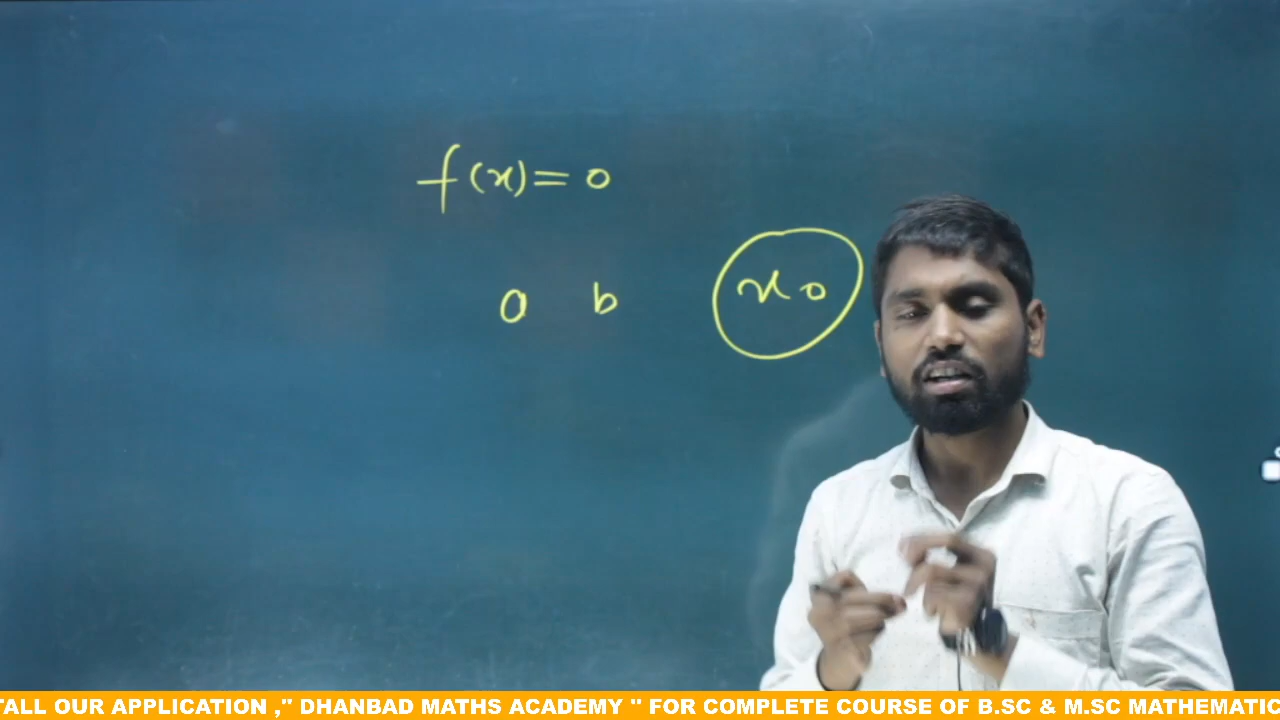 f(x) = 0
a b x0
TALL OUR APPLICATION ," DHANBAD MATHS ACADEMY " FOR COMPLETE COURSE OF B.SC & M.SC MATHEMATIC